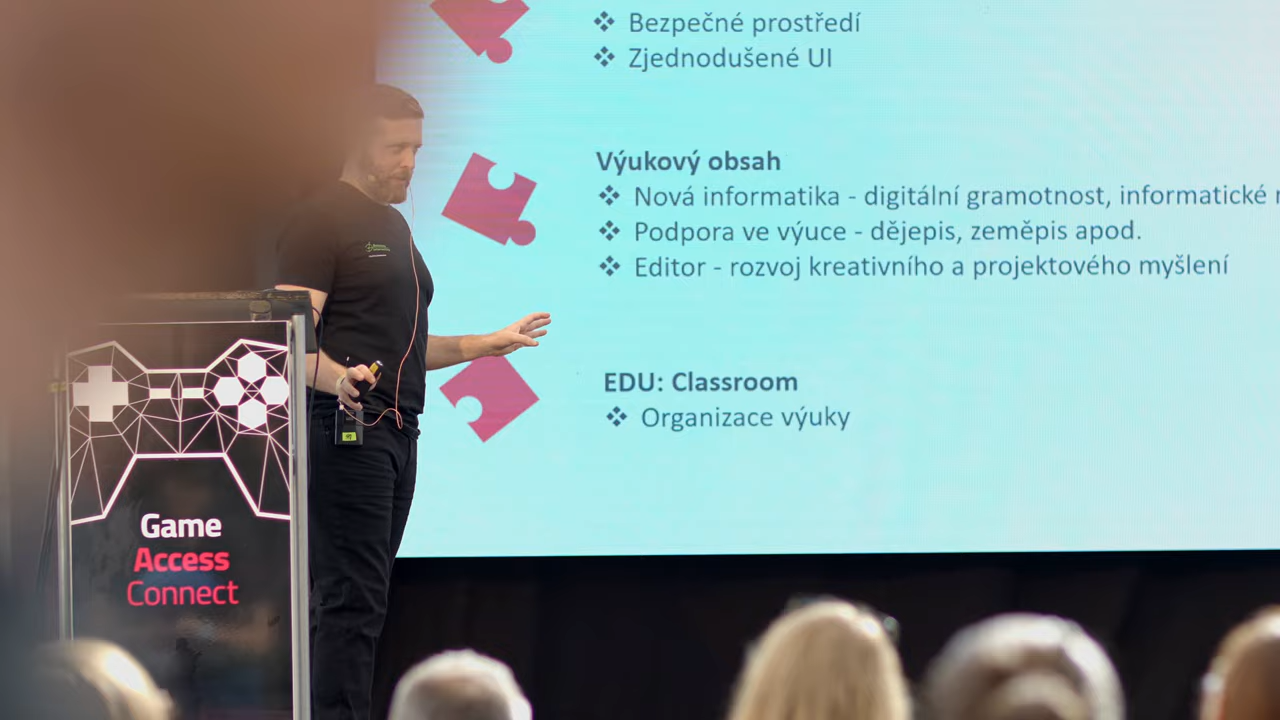 Bezpečné prostředí
Zjednodušené UI
Výukový obsah
Nová informatika - digitální gramotnost, informatické
Podpora ve výuce - dějepis, zeměpis apod.
Editor - rozvoj kreativního a projektového myšlení
EDU: Classroom
Organizace výuky
Game
Access
Connect